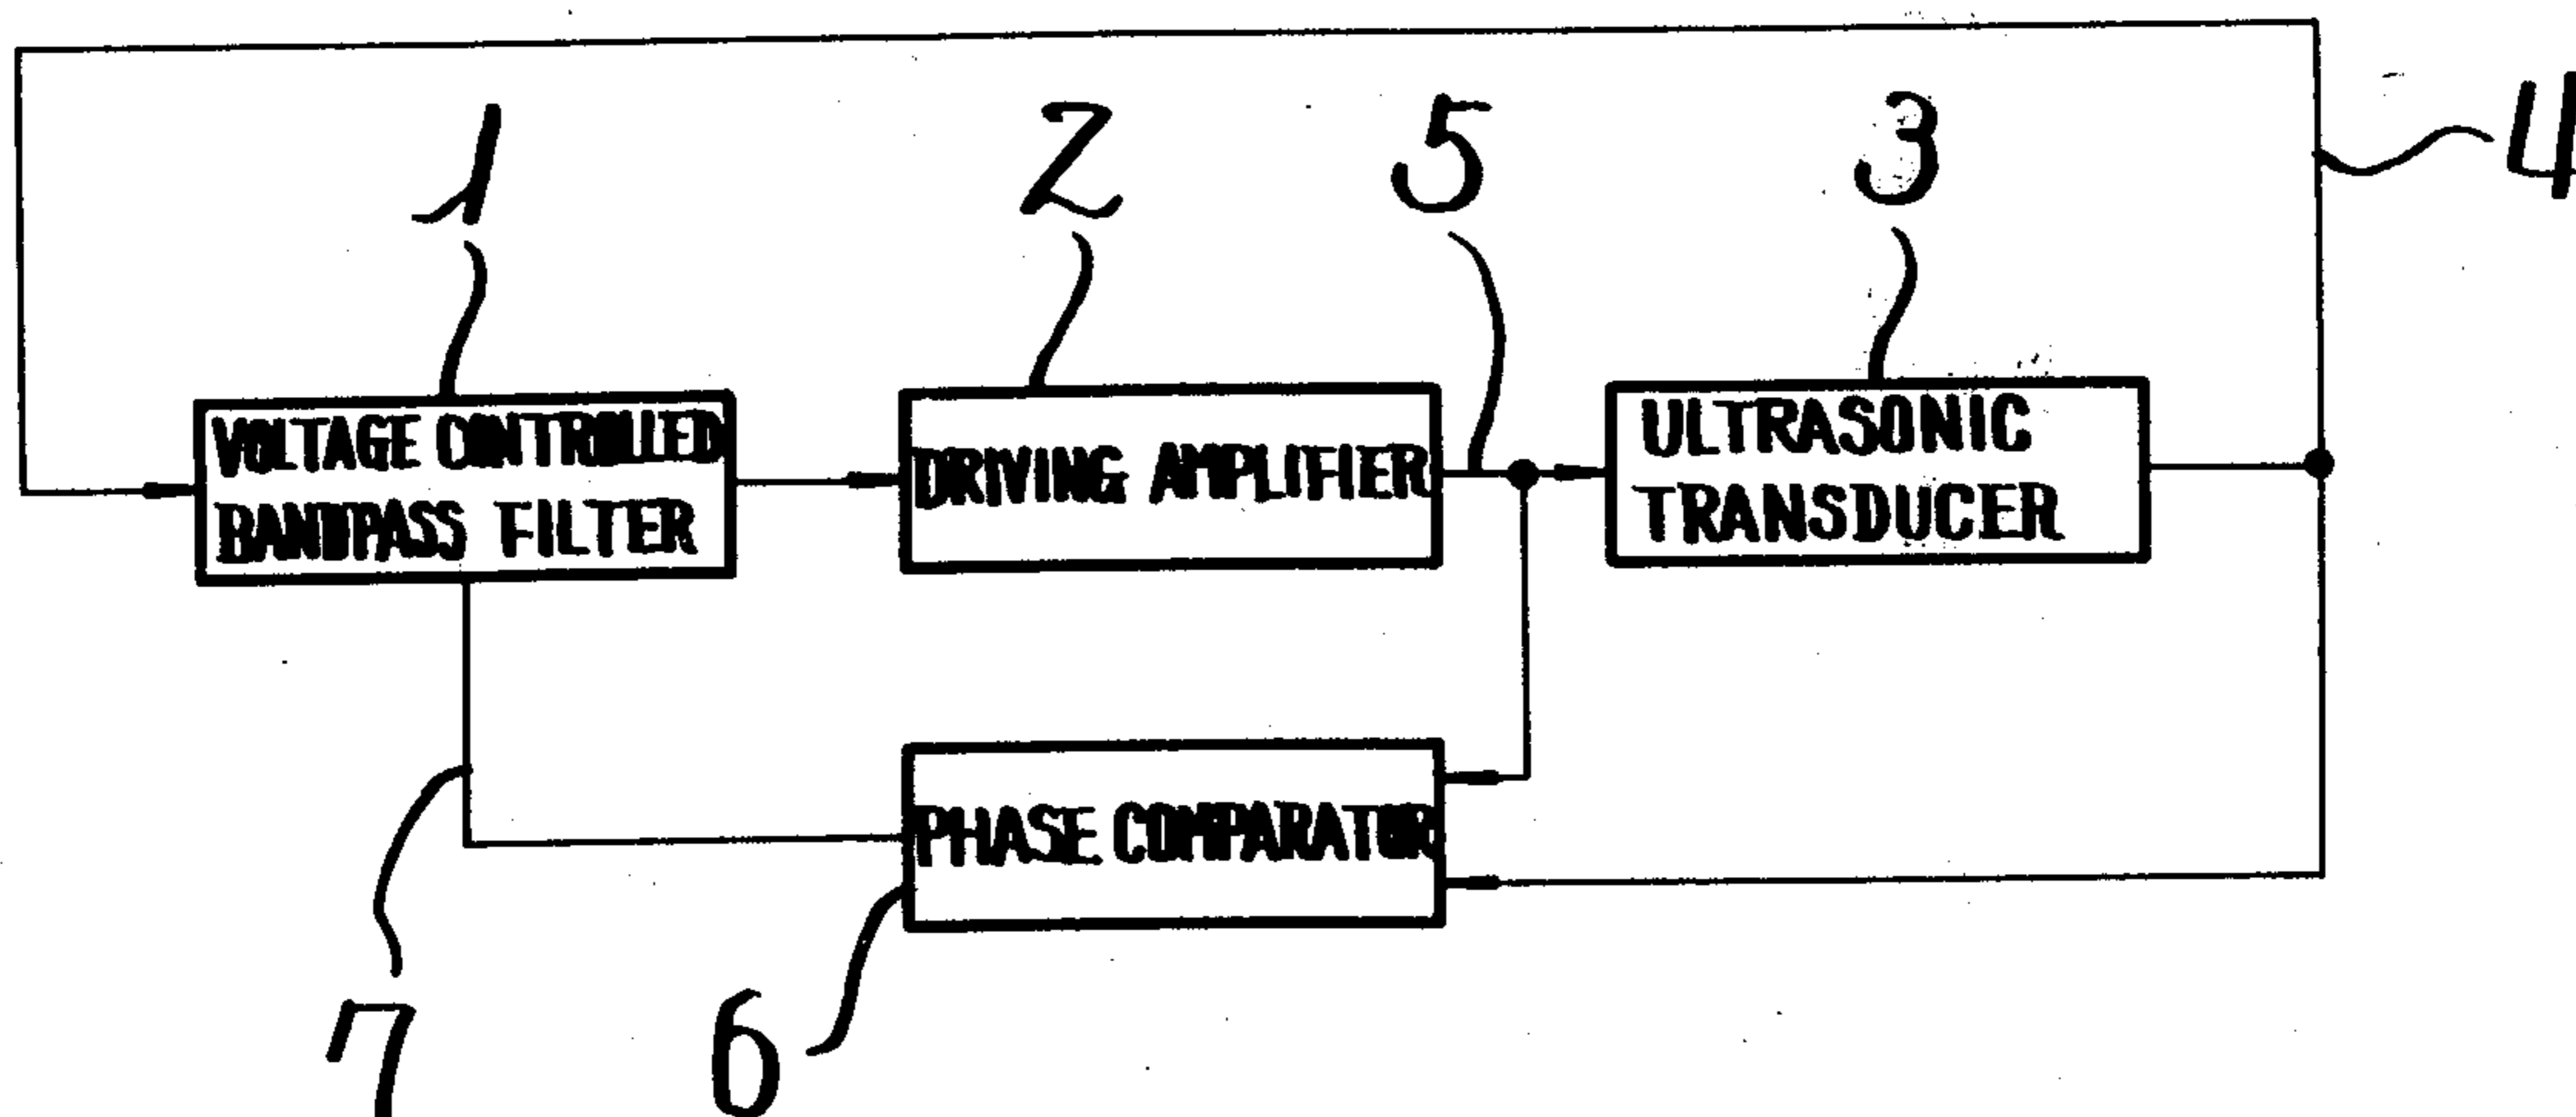 1
2
5
3
4
VOLTAGE CONTROLLED
BANDPASS FILTER
DRIVING AMPLIFIER
ULTRASONIC
TRANSDUCER
PHASE COMPARATOR
7
6